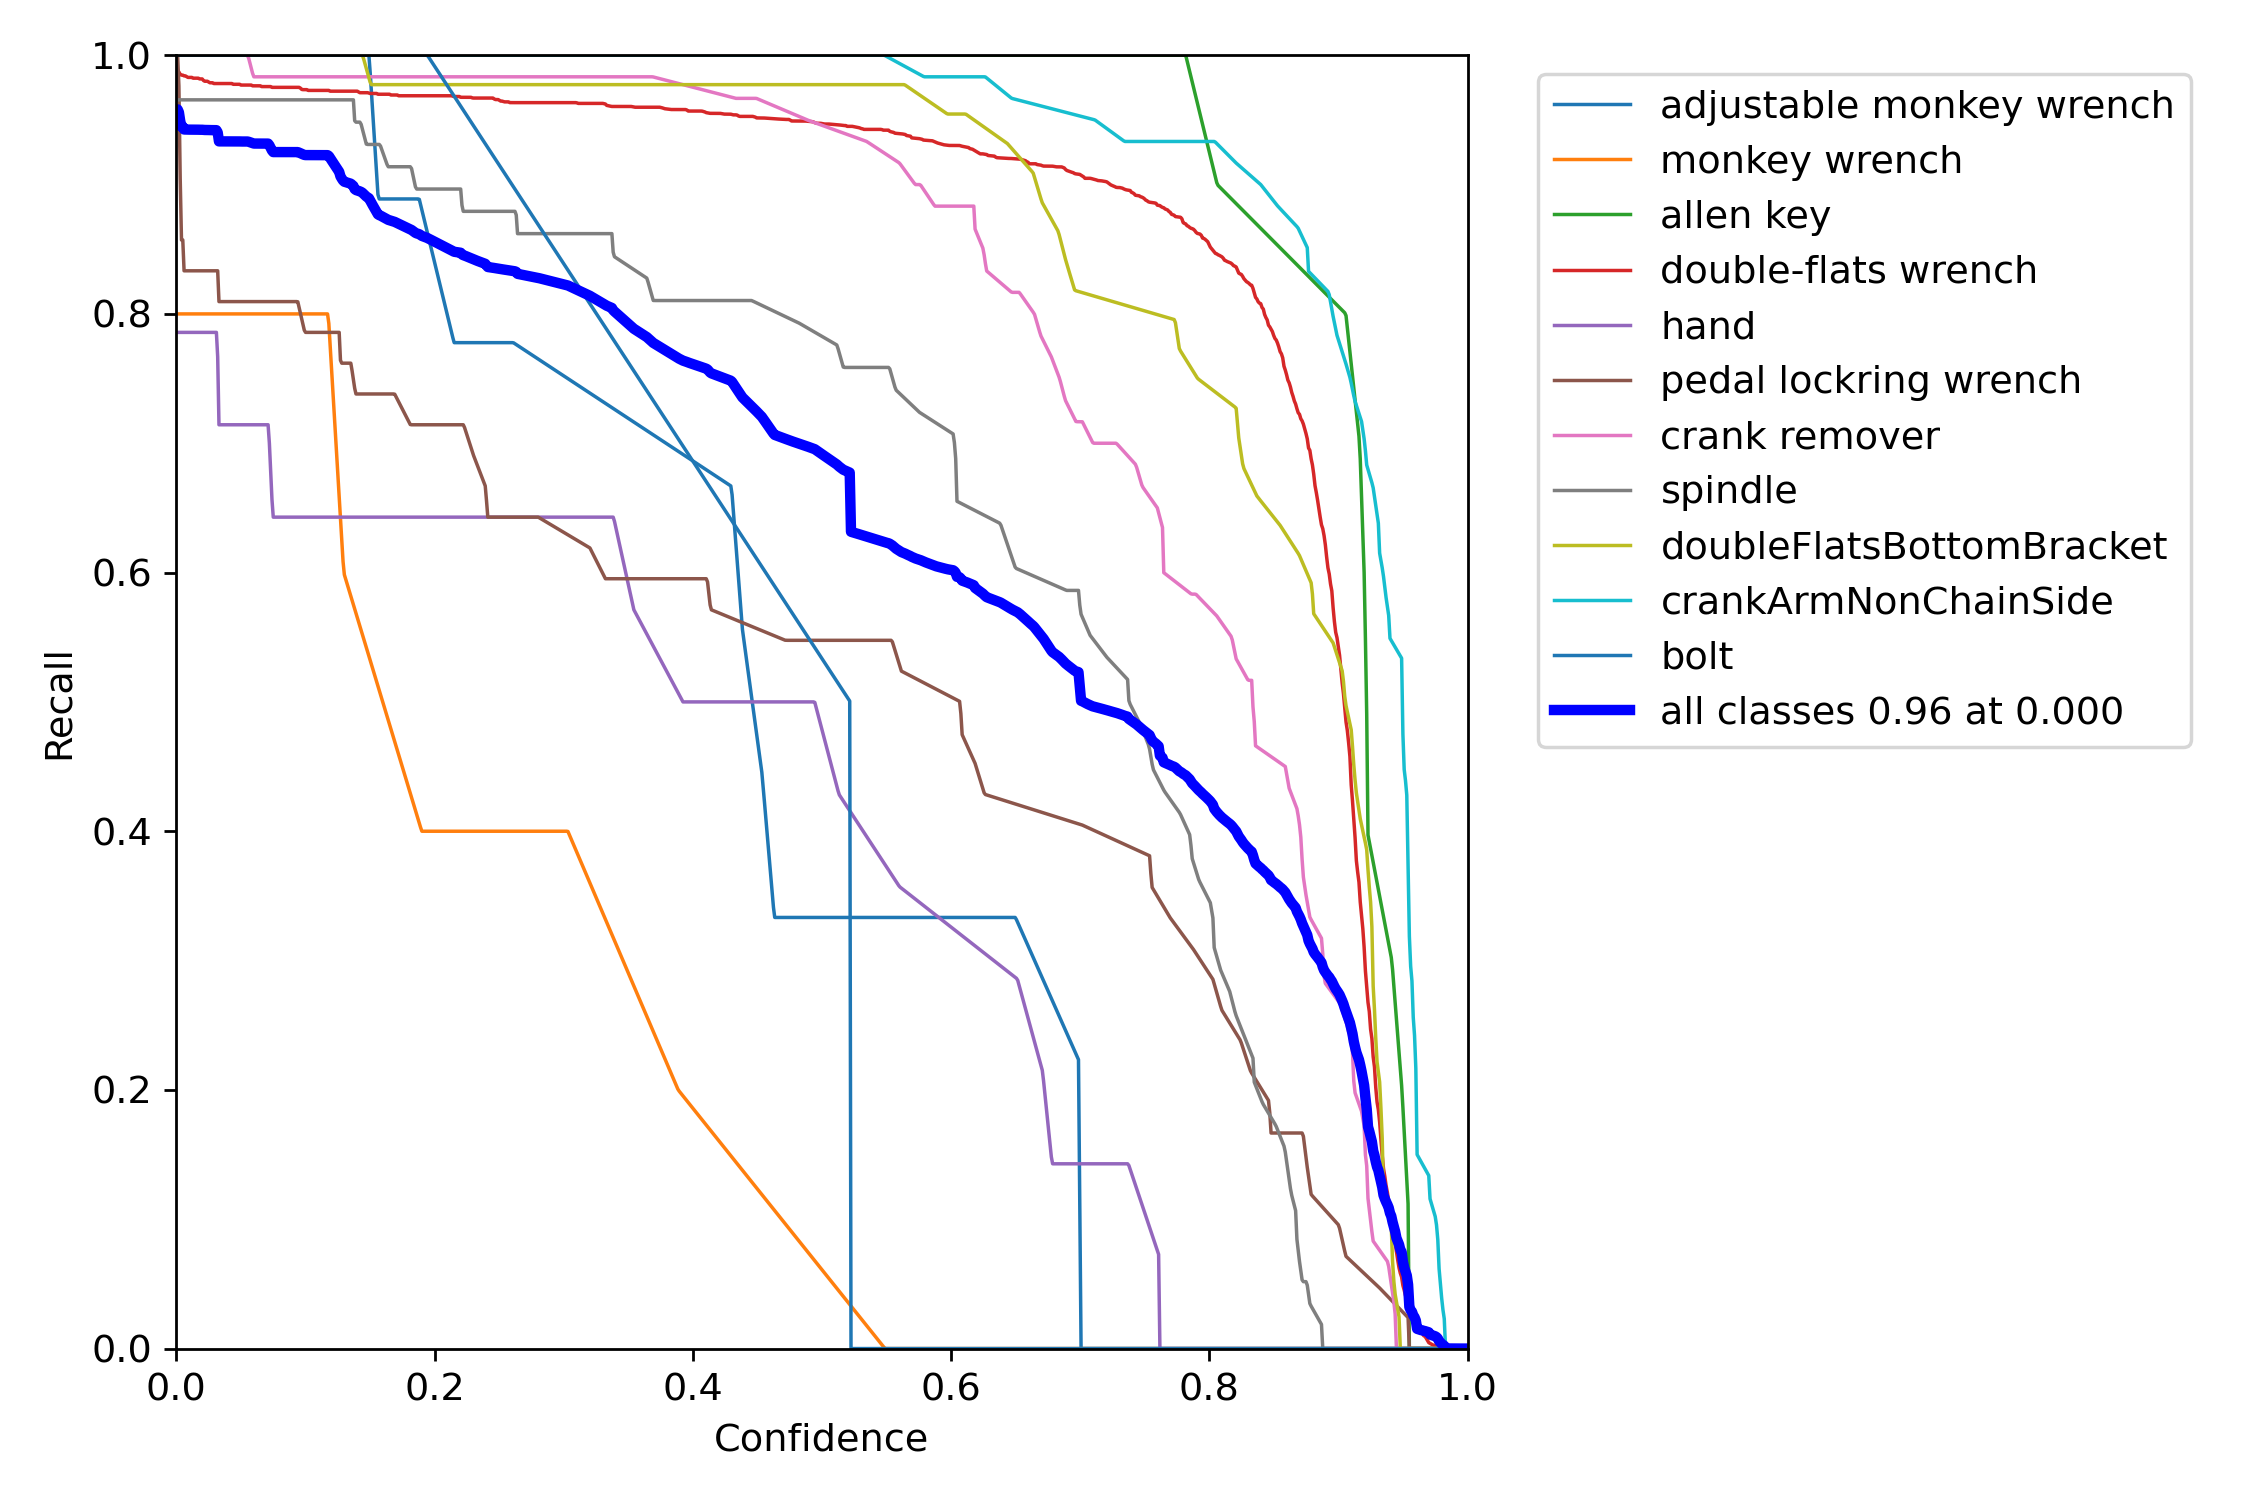 1.0
0.8
0.6
0.4
0.2
0.0
Recall
0.0 0.2 0.4 0.6 0.8 1.0
Confidence
adjustable monkey wrench
monkey wrench
allen key
double-flats wrench
hand
pedal lockring wrench
crank remover
spindle
doubleFlatsBottomBracket
crankArmNonChainSide
bolt
all classes 0.96 at 0.000